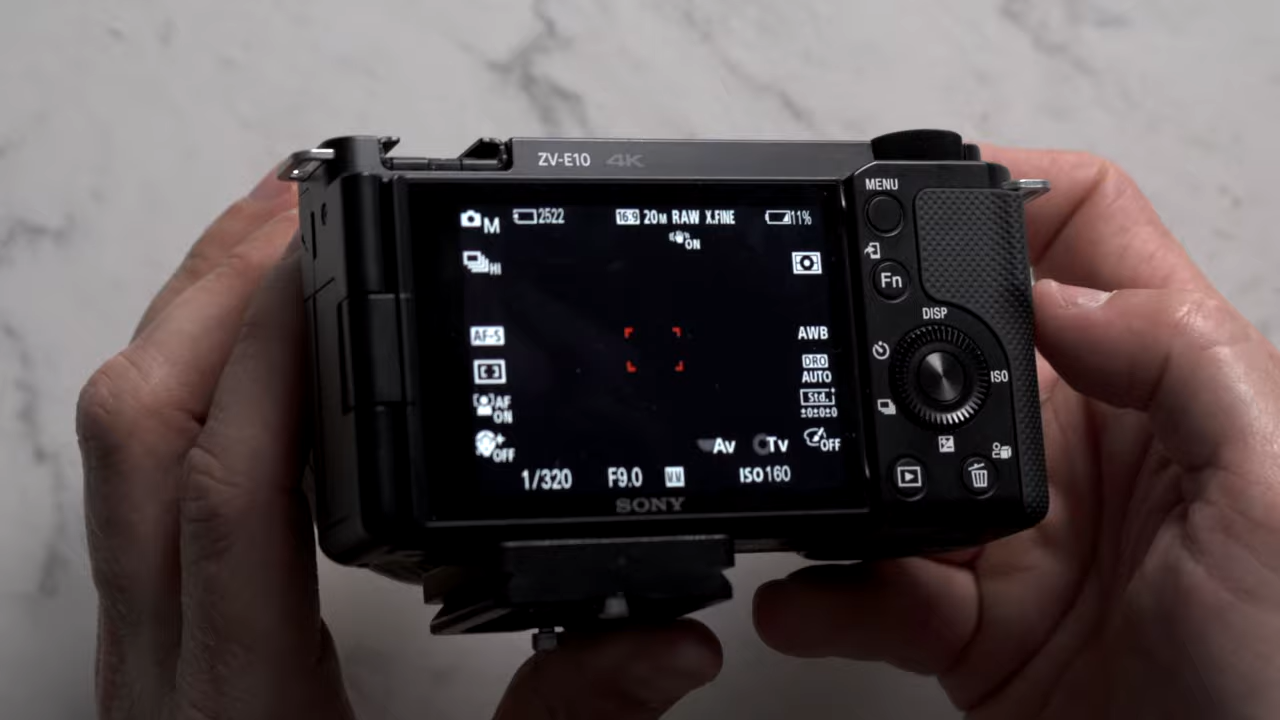 ZV-E10 4K
MENU
M 2522 16:9 20M RAW X.FINE 11%
ON
HI
Fn
DISP
AF-S AWB
DRO
AUTO
ISO
AF
ON
Std.
±0±0±0
OFF
Av Tv
OFF
1/320 F9.0 ISO 160
SONY